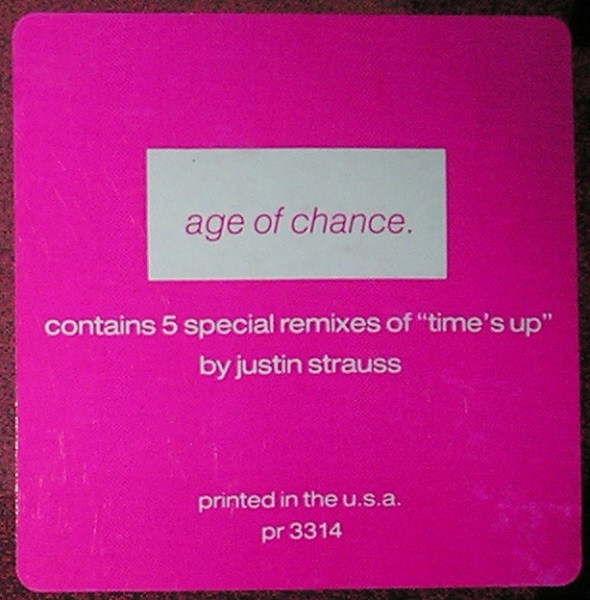 age of chance.
contains 5 special remixes of “time’s up”
by justin strauss
printed in the u.s.a.
pr 3314